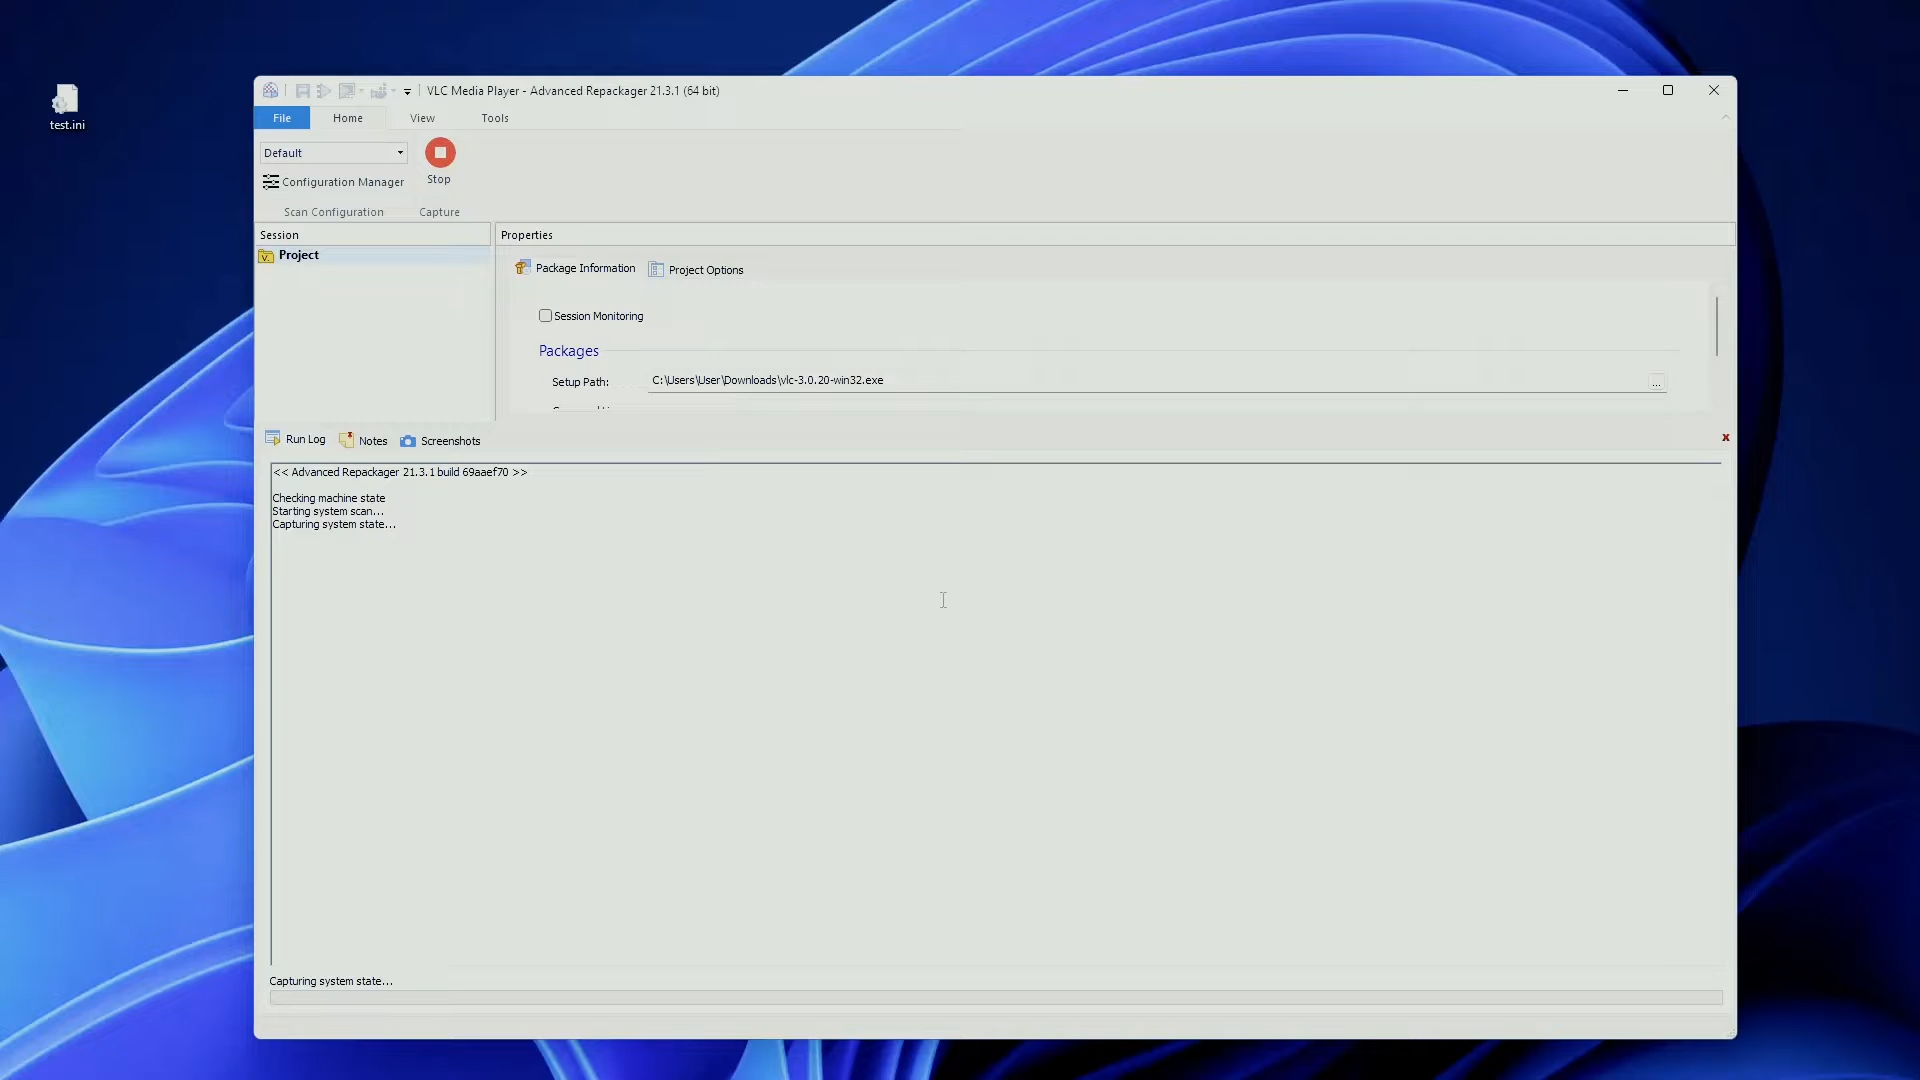 test.ini
VLC Media Player - Advanced Repackager 21.3.1 (64 bit)
File Home View Tools
Default
Configuration Manager
Stop
Scan Configuration
Capture
Session
Project
Properties
Package Information
Project Options
Session Monitoring
Packages
Setup Path: C:\Users\User\Downloads\vlc-3.0.20-win32.exe
...
Run Log Notes Screenshots
<< Advanced Repackager 21.3.1 build 69aaef70 >>
Checking machine state
Starting system scan...
Capturing system state...
Capturing system state...